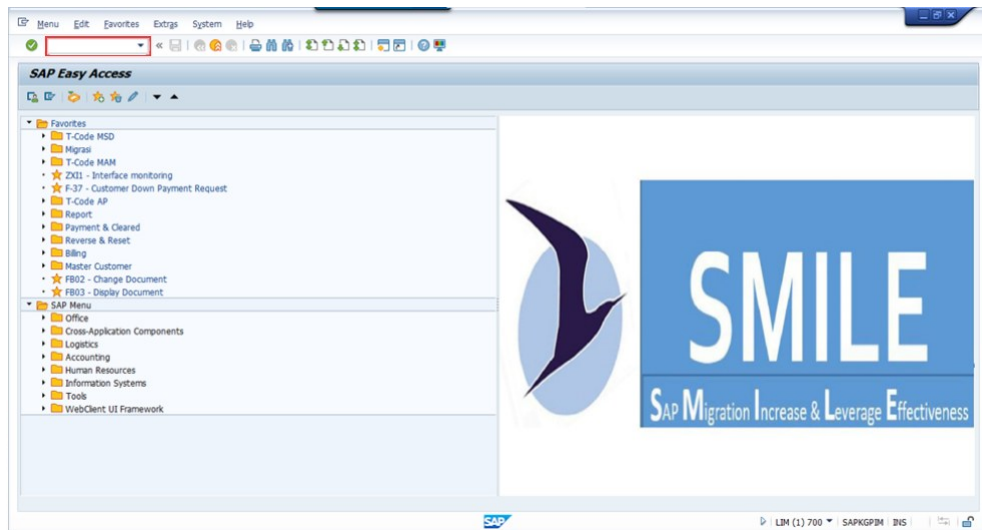 Menu Edit Favorites Extras System Help
SAP Easy Access
Favorites
T-Code MSD
Migrasi
T-Code MAM
ZXI1 - Interface monitoring
F-37 - Customer Down Payment Request
T-Code AP
Report
Payment & Cleared
Reverse & Reset
Billing
Master Customer
FB02 - Change Document
FB03 - Display Document
SAP Menu
Office
Cross-Application Components
Logistics
Accounting
Human Resources
Information Systems
Tools
WebClient UI Framework
SMILE
SAP Migration Increase & Leverage Effectiveness
SAP LIM (1) 700 SAPKGPIM INS